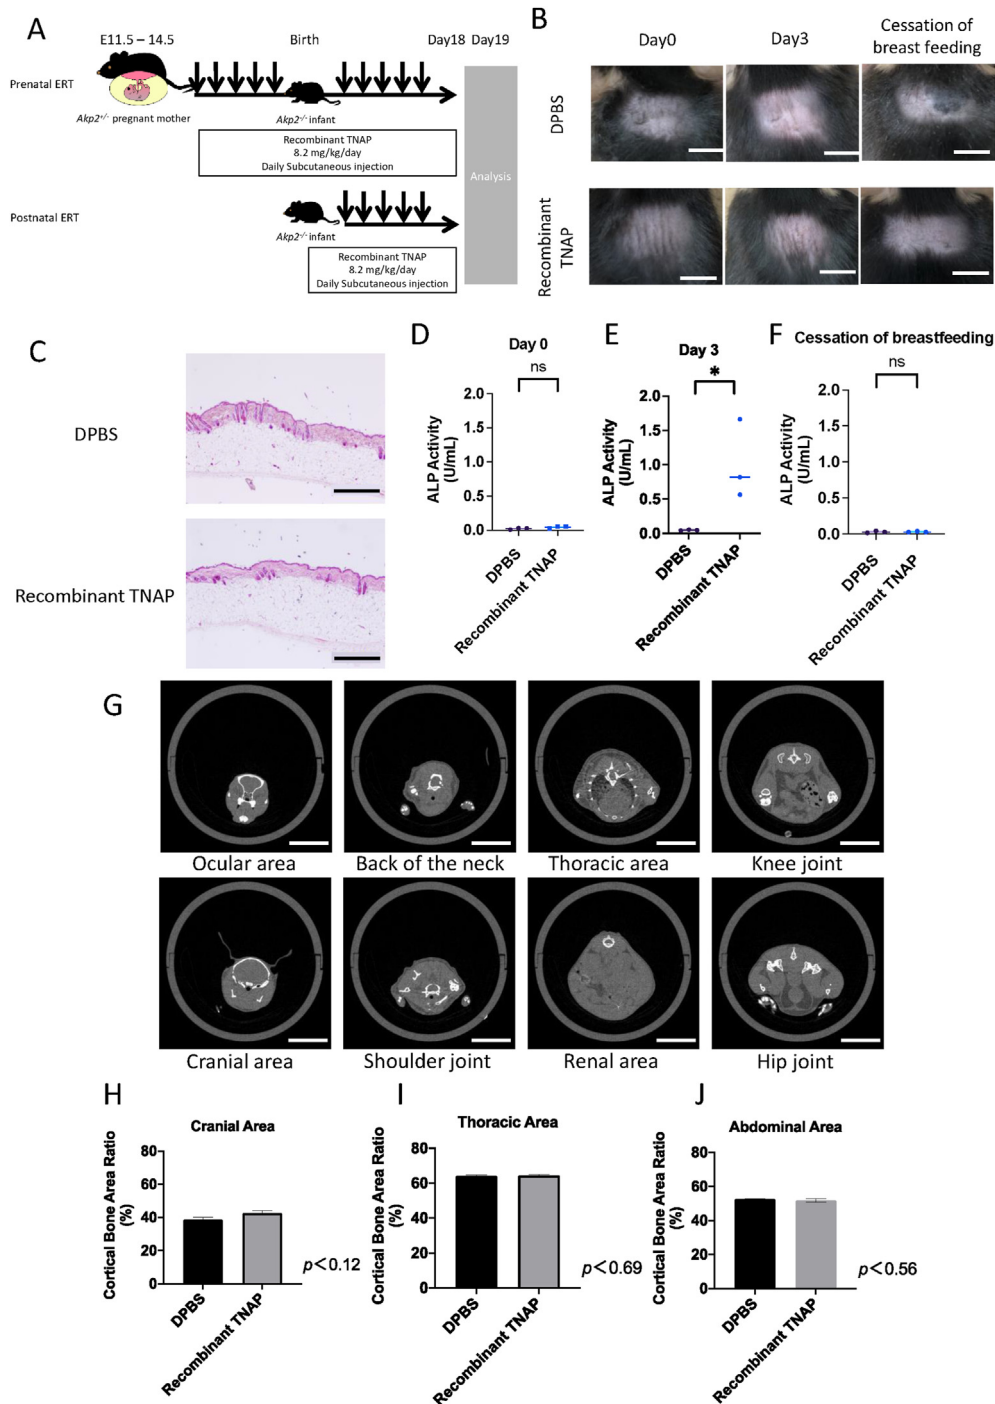 A
E11.5 – 14.5
Birth
Day18
Day19
Prenatal ERT
Akp2+/- pregnant mother
Akp2-/- infant
Recombinant TNAP
8.2 mg/kg/day
Daily Subcutaneous injection
Analysis
Postnatal ERT
Akp2-/- infant
Recombinant TNAP
8.2 mg/kg/day
Daily Subcutaneous injection
B
Day0
Day3
Cessation of
breast feeding
DPBS
Recombinant
TNAP
C
DPBS
Recombinant TNAP
D
Day 0
ns
2.0
1.5
1.0
0.5
0.0
ALP Activity
(U/mL)
DPBS
Recombinant TNAP
E
Day 3
*
2.0
1.5
1.0
0.5
0.0
ALP Activity
(U/mL)
DPBS
Recombinant TNAP
F
Cessation of breastfeeding
ns
2.0
1.5
1.0
0.5
0.0
ALP Activity
(U/mL)
DPBS
Recombinant TNAP
G
Ocular area
Back of the neck
Thoracic area
Knee joint
Cranial area
Shoulder joint
Renal area
Hip joint
H
Cranial Area
80
60
40
20
0
Cortical Bone Area Ratio
(%)
p<0.12
DPBS
Recombinant TNAP
I
Thoracic Area
80
60
40
20
0
Cortical Bone Area Ratio
(%)
p<0.69
DPBS
Recombinant TNAP
J
Abdominal Area
80
60
40
20
0
Cortical Bone Area Ratio
(%)
p<0.56
DPBS
Recombinant TNAP